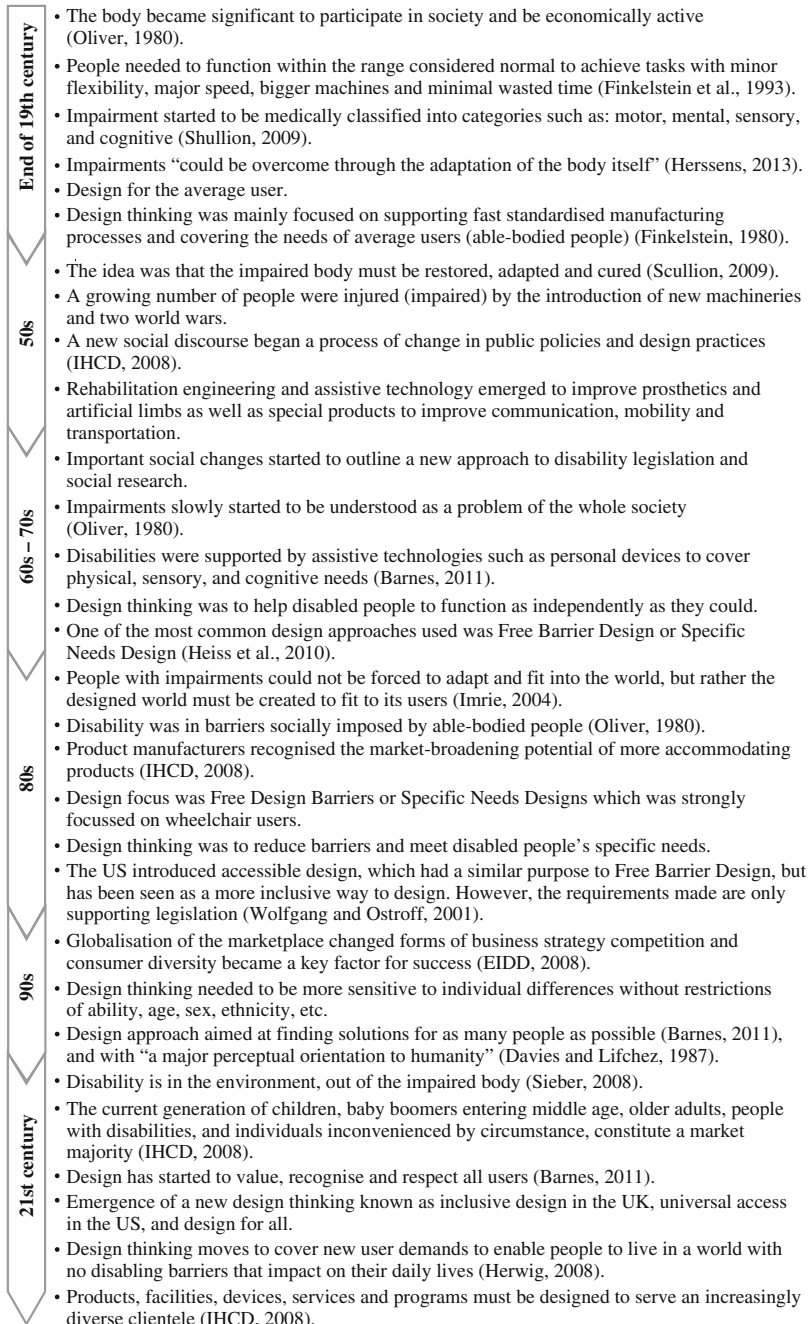 End of 19th century
• The body became significant to participate in society and be economically active
(Oliver, 1980).
• People needed to function within the range considered normal to achieve tasks with minor
flexibility, major speed, bigger machines and minimal wasted time (Finkelstein et al., 1993).
• Impairment started to be medically classified into categories such as: motor, mental, sensory,
and cognitive (Shullion, 2009).
• Impairments “could be overcome through the adaptation of the body itself” (Herssens, 2013).
• Design for the average user.
• Design thinking was mainly focused on supporting fast standardised manufacturing
processes and covering the needs of average users (able-bodied people) (Finkelstein, 1980).
50s
• The idea was that the impaired body must be restored, adapted and cured (Scullion, 2009).
• A growing number of people were injured (impaired) by the introduction of new machineries
and two world wars.
• A new social discourse began a process of change in public policies and design practices
(IHCD, 2008).
• Rehabilitation engineering and assistive technology emerged to improve prosthetics and
artificial limbs as well as special products to improve communication, mobility and
transportation.
60s – 70s
• Important social changes started to outline a new approach to disability legislation and
social research.
• Impairments slowly started to be understood as a problem of the whole society
(Oliver, 1980).
• Disabilities were supported by assistive technologies such as personal devices to cover
physical, sensory, and cognitive needs (Barnes, 2011).
• Design thinking was to help disabled people to function as independently as they could.
• One of the most common design approaches used was Free Barrier Design or Specific
Needs Design (Heiss et al., 2010).
80s
• People with impairments could not be forced to adapt and fit into the world, but rather the
designed world must be created to fit to its users (Imrie, 2004).
• Disability was in barriers socially imposed by able-bodied people (Oliver, 1980).
• Product manufacturers recognised the market-broadening potential of more accommodating
products (IHCD, 2008).
• Design focus was Free Design Barriers or Specific Needs Designs which was strongly
focussed on wheelchair users.
• Design thinking was to reduce barriers and meet disabled people’s specific needs.
• The US introduced accessible design, which had a similar purpose to Free Barrier Design, but
has been seen as a more inclusive way to design. However, the requirements made are only
supporting legislation (Wolfgang and Ostroff, 2001).
90s
• Globalisation of the marketplace changed forms of business strategy competition and
consumer diversity became a key factor for success (EIDD, 2008).
• Design thinking needed to be more sensitive to individual differences without restrictions
of ability, age, sex, ethnicity, etc.
• Design approach aimed at finding solutions for as many people as possible (Barnes, 2011),
and with “a major perceptual orientation to humanity” (Davies and Lifchez, 1987).
21st century
• Disability is in the environment, out of the impaired body (Sieber, 2008).
• The current generation of children, baby boomers entering middle age, older adults, people
with disabilities, and individuals inconvenienced by circumstance, constitute a market
majority (IHCD, 2008).
• Design has started to value, recognise and respect all users (Barnes, 2011).
• Emergence of a new design thinking known as inclusive design in the UK, universal access
in the US, and design for all.
• Design thinking moves to cover new user demands to enable people to live in a world with
no disabling barriers that impact on their daily lives (Herwig, 2008).
• Products, facilities, devices, services and programs must be designed to serve an increasingly
diverse clientele (IHCD, 2008).